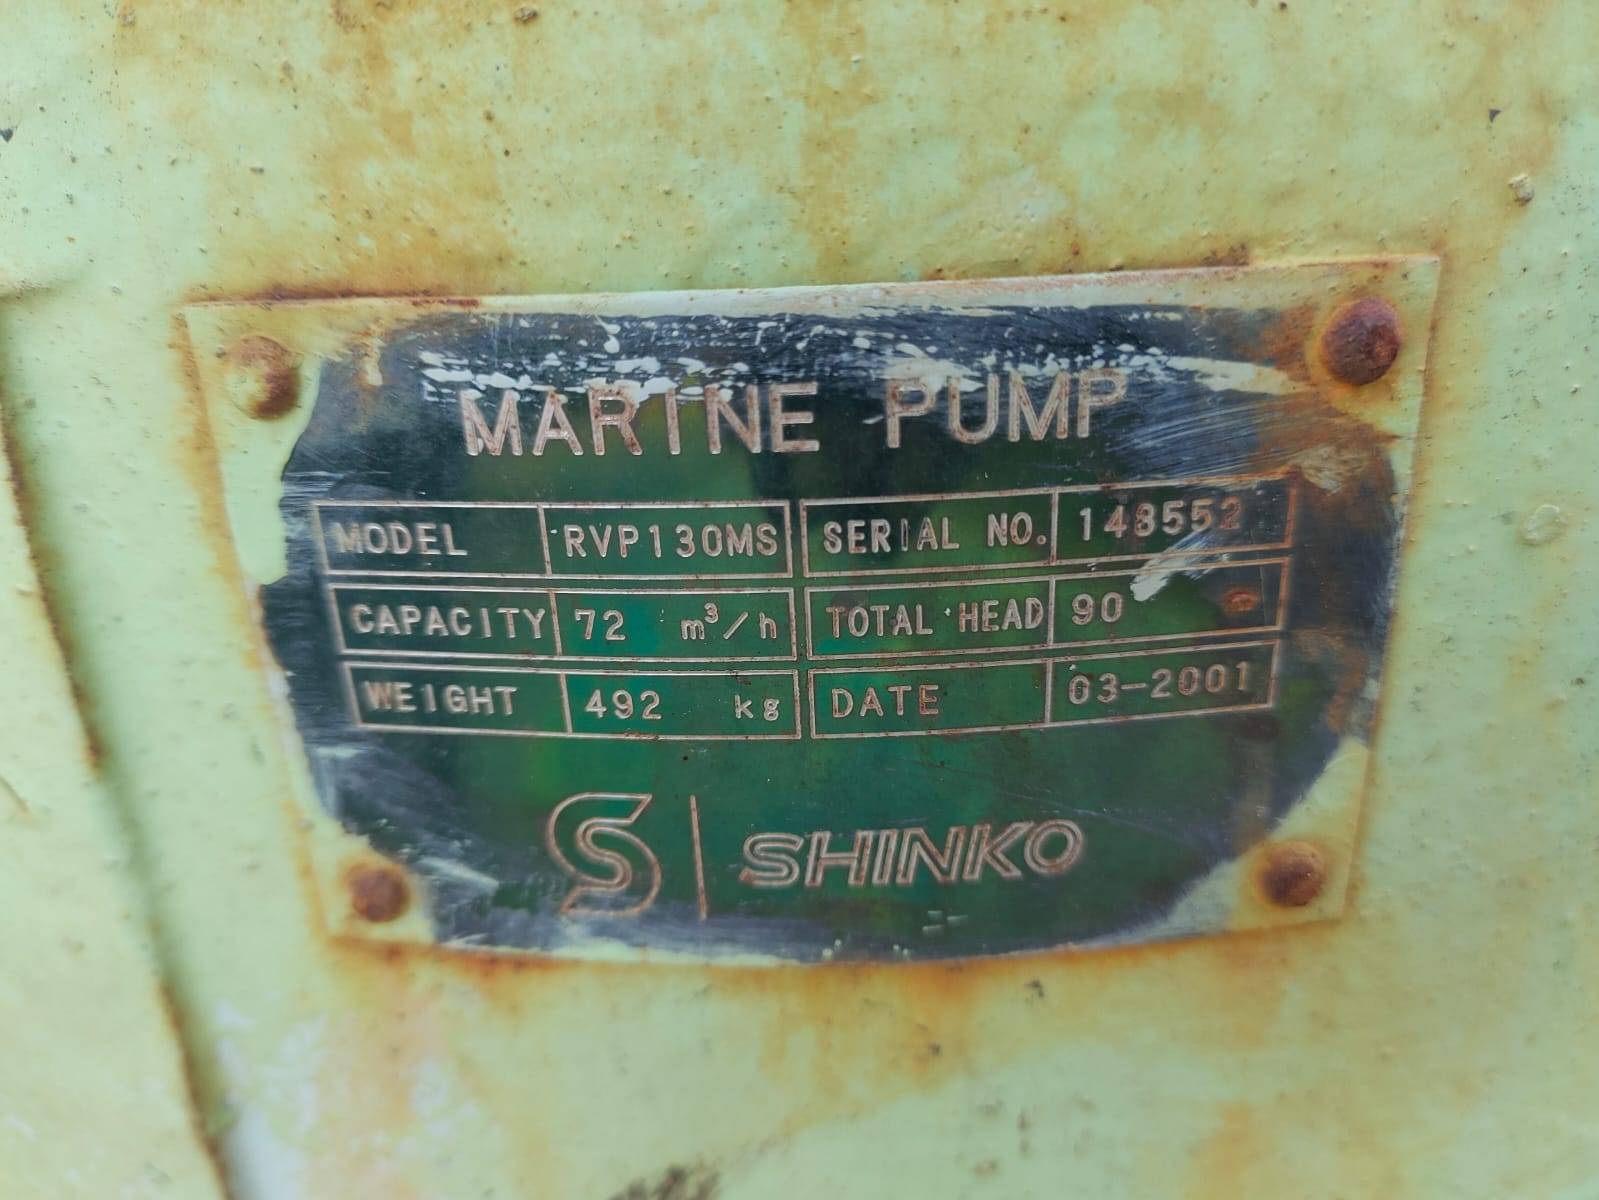 MARINE PUMP
MODEL RVP130MS SERIAL NO. 148552
CAPACITY 72 m³/h TOTAL HEAD 90
WEIGHT 492 kg DATE 03-2001
S | SHINKO